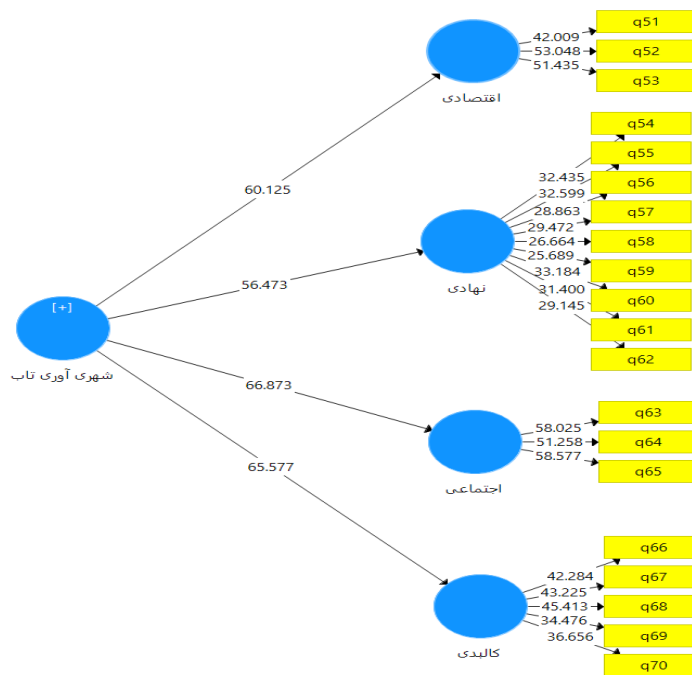 q51
42.009
53.048
q52
51.435
q53
اقتصادی
q54
q55
60.125
32.435
q56
32.599
28.863
q57
29.472
26.664
q58
25.689
q59
33.184
56.473
نهادی
31.400
q60
29.145
[+]
q61
q62
شهری آوری تاب
66.873
q63
58.025
51.258
q64
58.577
q65
65.577
اجتماعی
q66
42.284
q67
43.225
45.413
q68
34.476
q69
36.656
کالبدی
q70